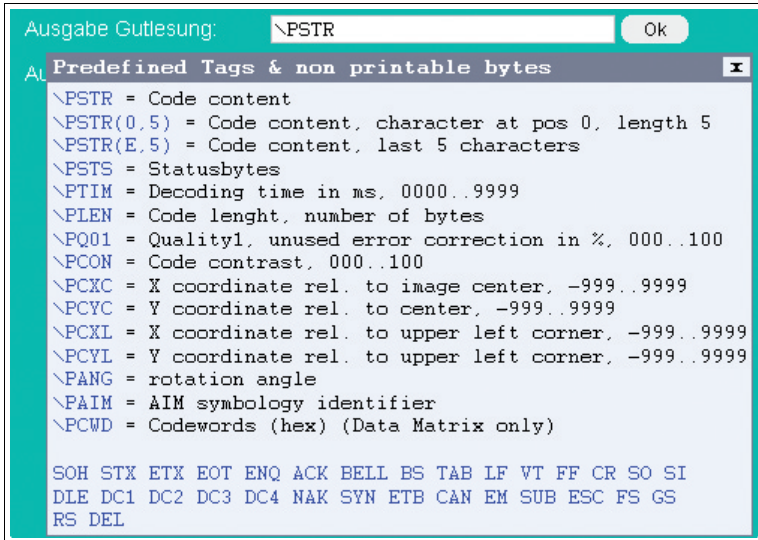 Ausgabe Gutlesung: \PSTR Ok
Au
Predefined Tags & non printable bytes x
\PSTR = Code content
\PSTR(0,5) = Code content, character at pos 0, length 5
\PSTR(E,5) = Code content, last 5 characters
\PSTS = Statusbytes
\PTIM = Decoding time in ms, 0000..9999
\PLEN = Code lenght, number of bytes
\PQ01 = Quality1, unused error correction in %, 000..100
\PCON = Code contrast, 000..100
\PCXC = X coordinate rel. to image center, -999..9999
\PCYC = Y coordinate rel. to center, -999..9999
\PCXL = X coordinate rel. to upper left corner, -999..9999
\PCYL = Y coordinate rel. to upper left corner, -999..9999
\PANG = rotation angle
\PAIM = AIM symbology identifier
\PCWD = Codewords (hex) (Data Matrix only)
SOH STX ETX EOT ENQ ACK BELL BS TAB LF VT FF CR SO SI
DLE DC1 DC2 DC3 DC4 NAK SYN ETB CAN EM SUB ESC FS GS
RS DEL